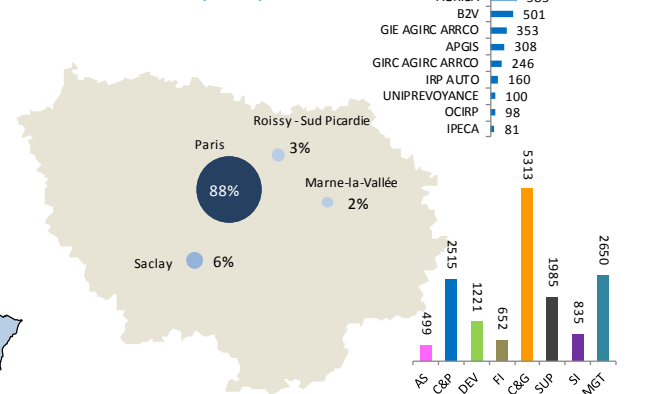 B2V 501
GIE AGIRC ARRCO 353
APGIS 308
GIRC AGIRC ARRCO 246
IRP AUTO 160
UNIPREVOYANCE 100
OCIRP 98
IPECA 81
Roissy - Sud Picardie
3%
Paris
88%
Marne-la-Vallée
2%
Saclay
6%
499
2515
1221
652
5313
1985
835
2650
AS
C&P
DEV
FI
C&G
SUP
SI
MGT